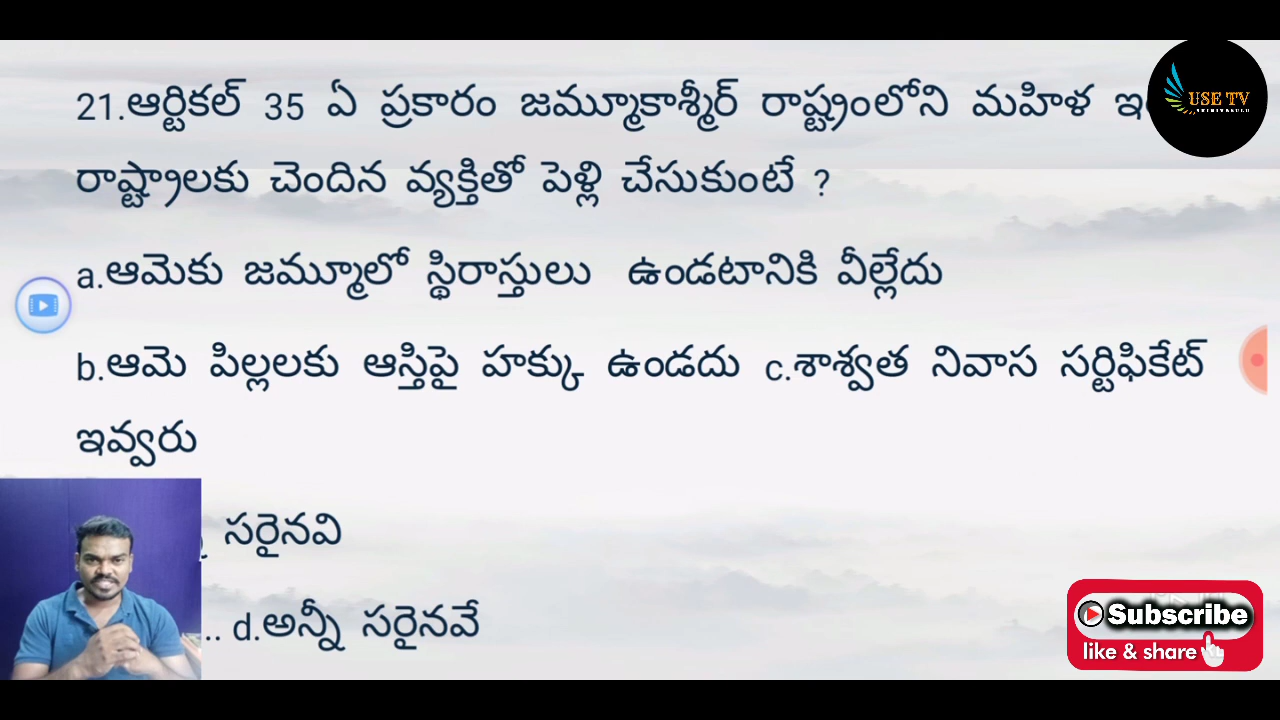 21.ఆర్టికల్ 35 ఏ ప్రకారం జమ్మూకాశ్మీర్ రాష్ట్రంలోని మహిళ
USE TV
రాష్ట్రాలకు చెందిన వ్యక్తితో పెళ్లి చేసుకుంటే ?
a.ఆమెకు జమ్మూలో స్థిరాస్తులు ఉండటానికి వీల్లేదు
b.ఆమె పిల్లలకు ఆస్తిపై హక్కు ఉండదు c.శాశ్వత నివాస సర్టిఫికేట్
ఇవ్వరు
సరైనవి
.. d.అన్నీ సరైనవే
Subscribe
like & share